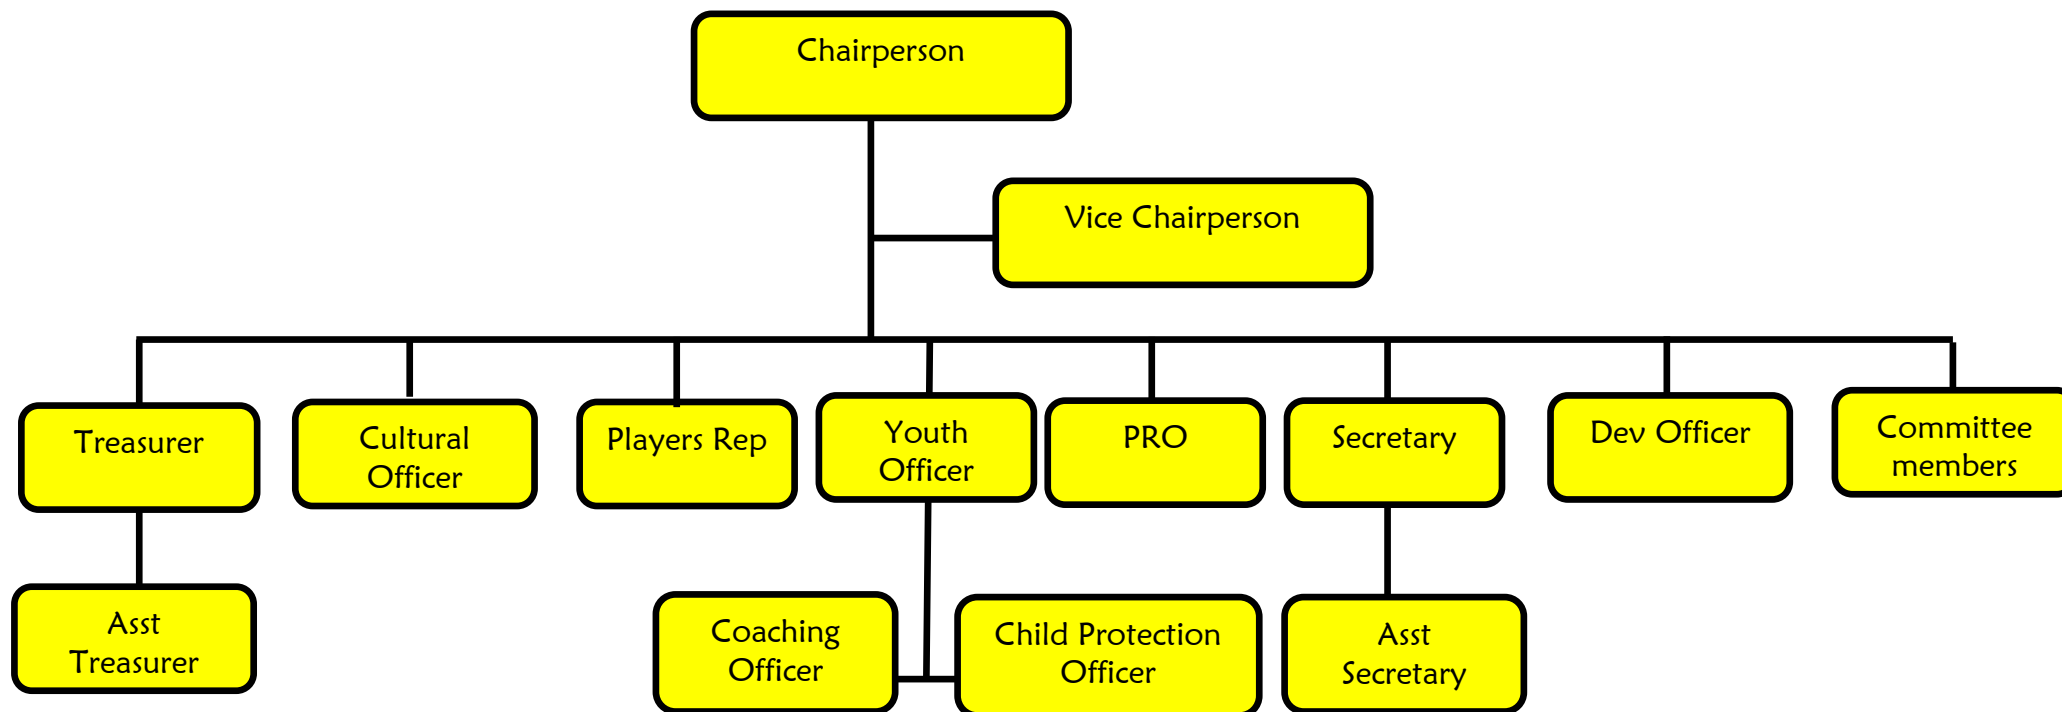 Chairperson
Vice Chairperson
Treasurer
Cultural
Officer
Players Rep
Youth
Officer
PRO
Secretary
Dev Officer
Committee
members
Asst
Treasurer
Coaching
Officer
Child Protection
Officer
Asst
Secretary